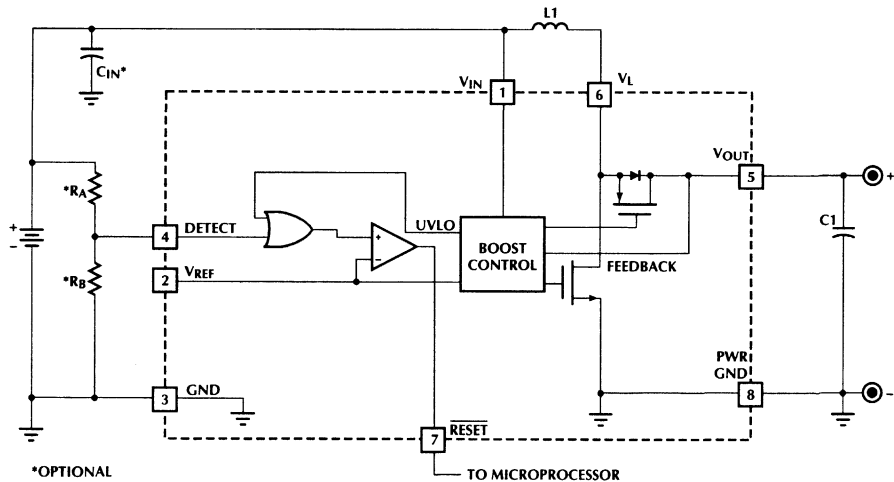 L1
CIN*
VIN
1
6
VL
VOUT
5
+
*RA
+
−
4
DETECT
UVLO
+
−
BOOST
CONTROL
FEEDBACK
C1
2
VREF
*RB
PWR
GND
8
−
3
GND
7
RESET
*OPTIONAL
TO MICROPROCESSOR